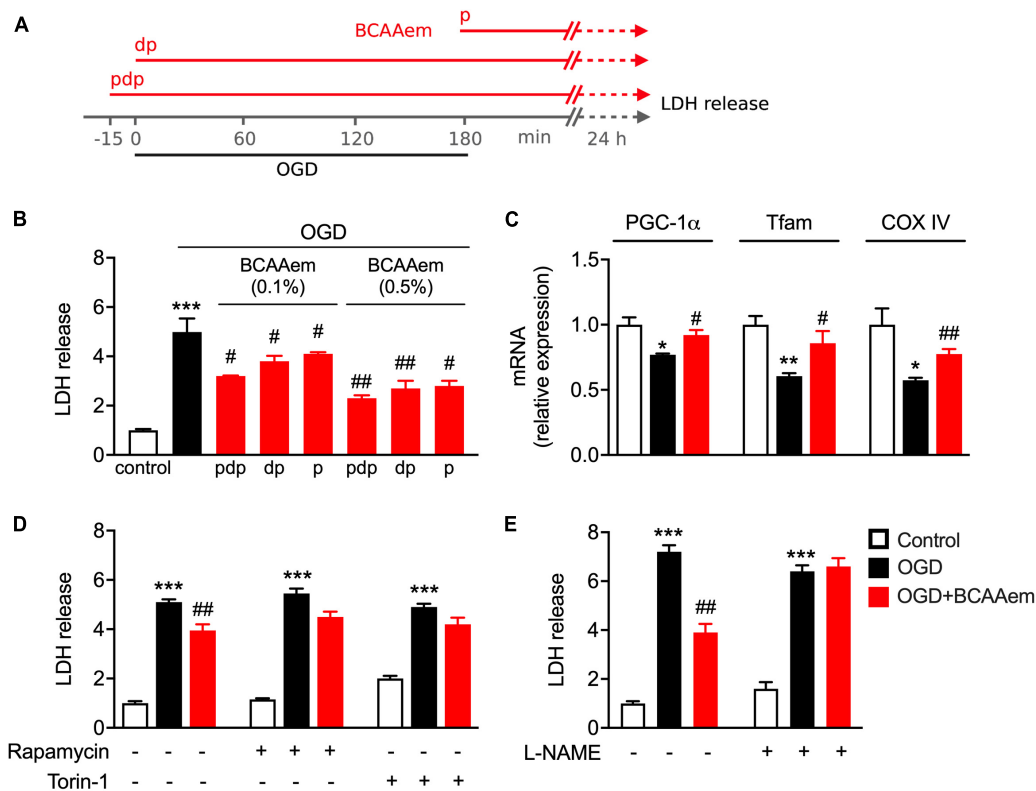 A
p
BCAAem
dp
pdp
LDH release
-15 0 60 120 180 min 24 h
OGD
B
OGD
BCAAem (0.1%) BCAAem (0.5%)
LDH release
8
6
4
2
0
***
# # # ## ## #
control pdp dp p pdp dp p
C
PGC-1α Tfam COX IV
mRNA
(relative expression)
1.5
1.0
0.5
0.0
* # ** # * ##
D
LDH release
8
6
4
2
0
*** ## *** ***
Rapamycin - - - + + + - - -
Torin-1 - - - - - - + + +
E
LDH release
8
6
4
2
0
*** ## ***
L-NAME - - - + + +
Control
OGD
OGD+BCAAem